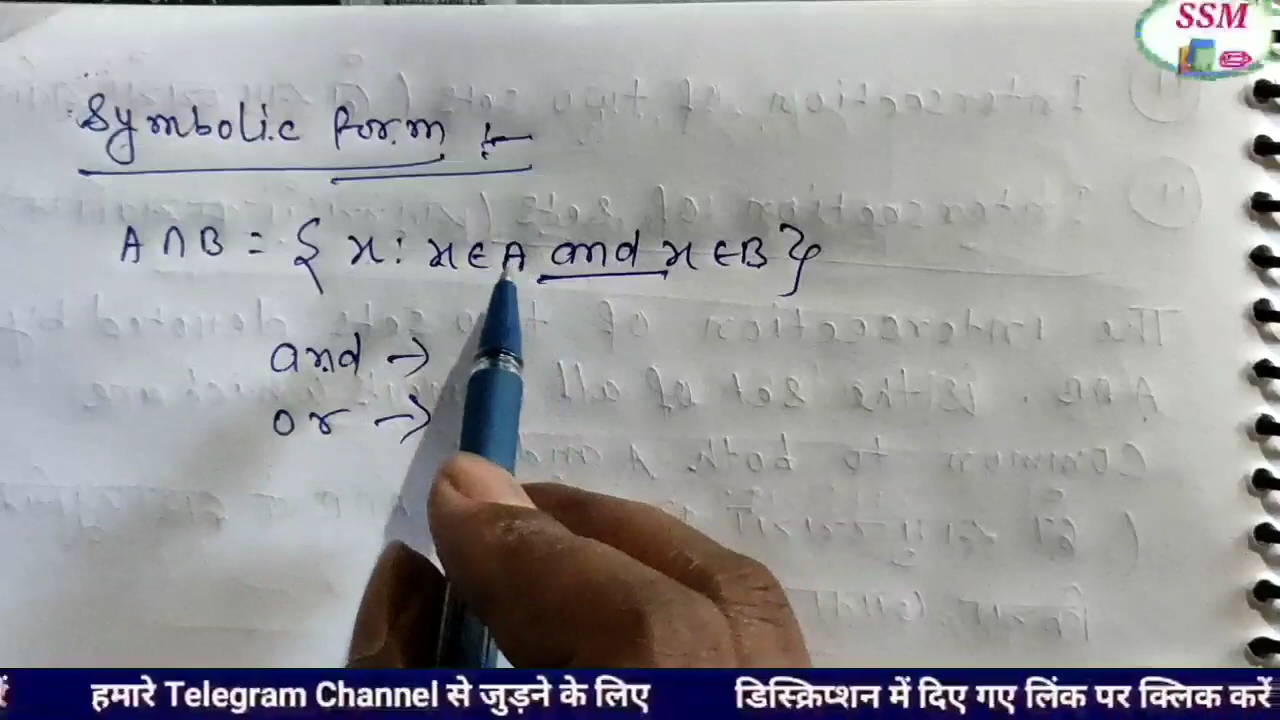 SSM
Symbolic form :-
A ∩ B = { x : x ∈ A and x ∈ B }
and →
or →
हमारे Telegram Channel से जुड़ने के लिए डिस्क्रिप्शन में दिए गए लिंक पर क्लिक करें